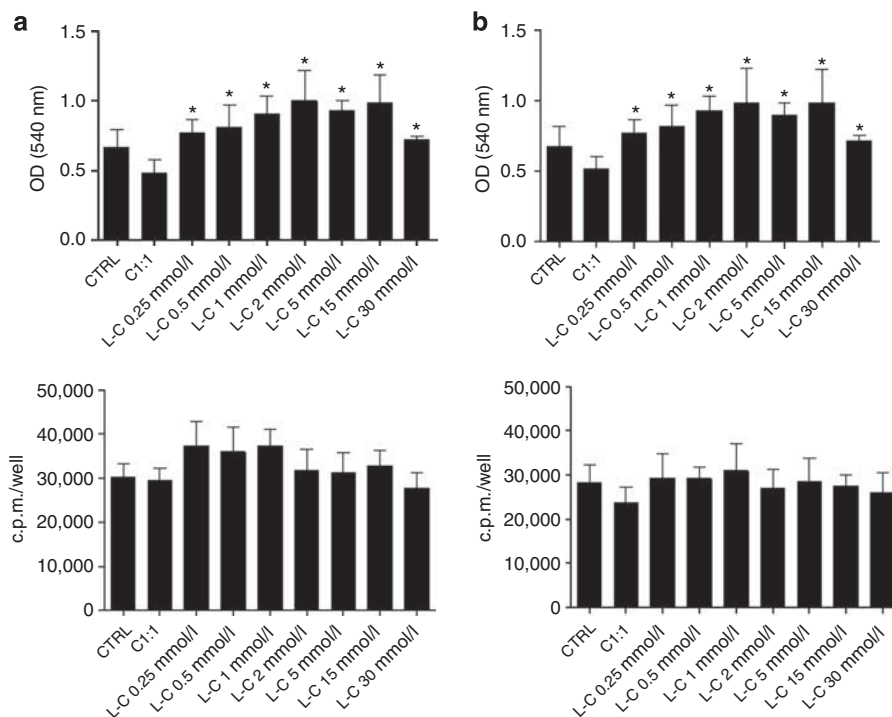 a
1.5
1.0
0.5
0.0
OD (540 nm)
* * * * * * *
CTRL
C1:1
L-C 0.25 mmol/l
L-C 0.5 mmol/l
L-C 1 mmol/l
L-C 2 mmol/l
L-C 5 mmol/l
L-C 15 mmol/l
L-C 30 mmol/l
b
1.5
1.0
0.5
0.0
OD (540 nm)
* * * * * * *
CTRL
C1:1
L-C 0.25 mmol/l
L-C 0.5 mmol/l
L-C 1 mmol/l
L-C 2 mmol/l
L-C 5 mmol/l
L-C 15 mmol/l
L-C 30 mmol/l
50,000
40,000
30,000
20,000
10,000
0
c.p.m./well
CTRL
C1:1
L-C 0.25 mmol/l
L-C 0.5 mmol/l
L-C 1 mmol/l
L-C 2 mmol/l
L-C 5 mmol/l
L-C 15 mmol/l
L-C 30 mmol/l
50,000
40,000
30,000
20,000
10,000
0
c.p.m./well
CTRL
C1:1
L-C 0.25 mmol/l
L-C 0.5 mmol/l
L-C 1 mmol/l
L-C 2 mmol/l
L-C 5 mmol/l
L-C 15 mmol/l
L-C 30 mmol/l